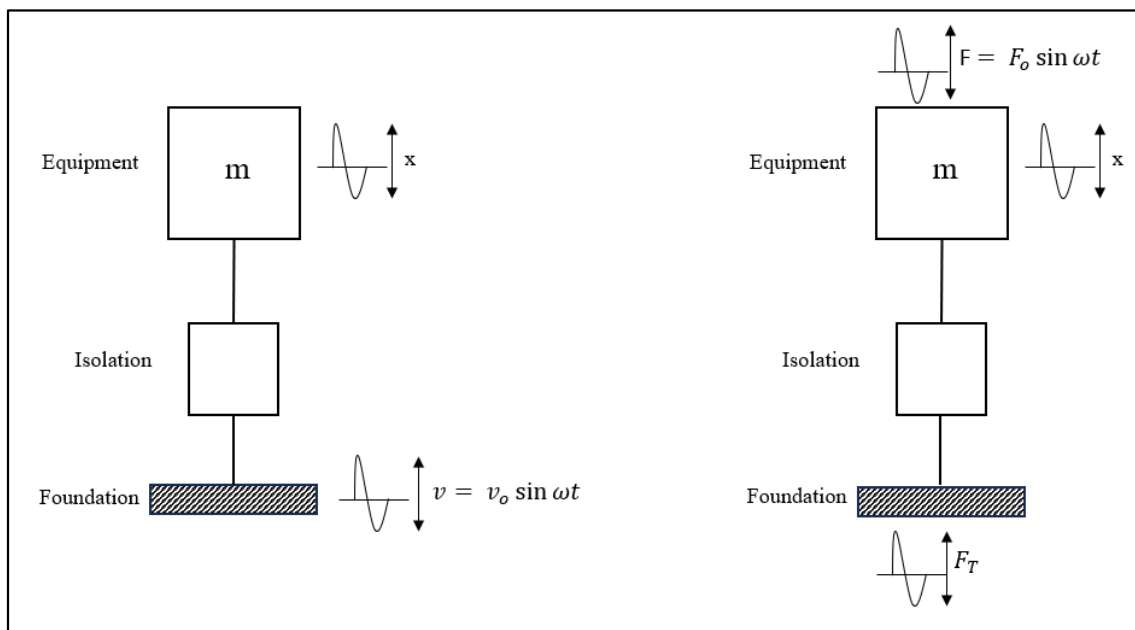 Equipment
m
x
Isolation
Foundation
v = v_o sin ωt
F = F_o sin ωt
Equipment
m
x
Isolation
Foundation
F_T